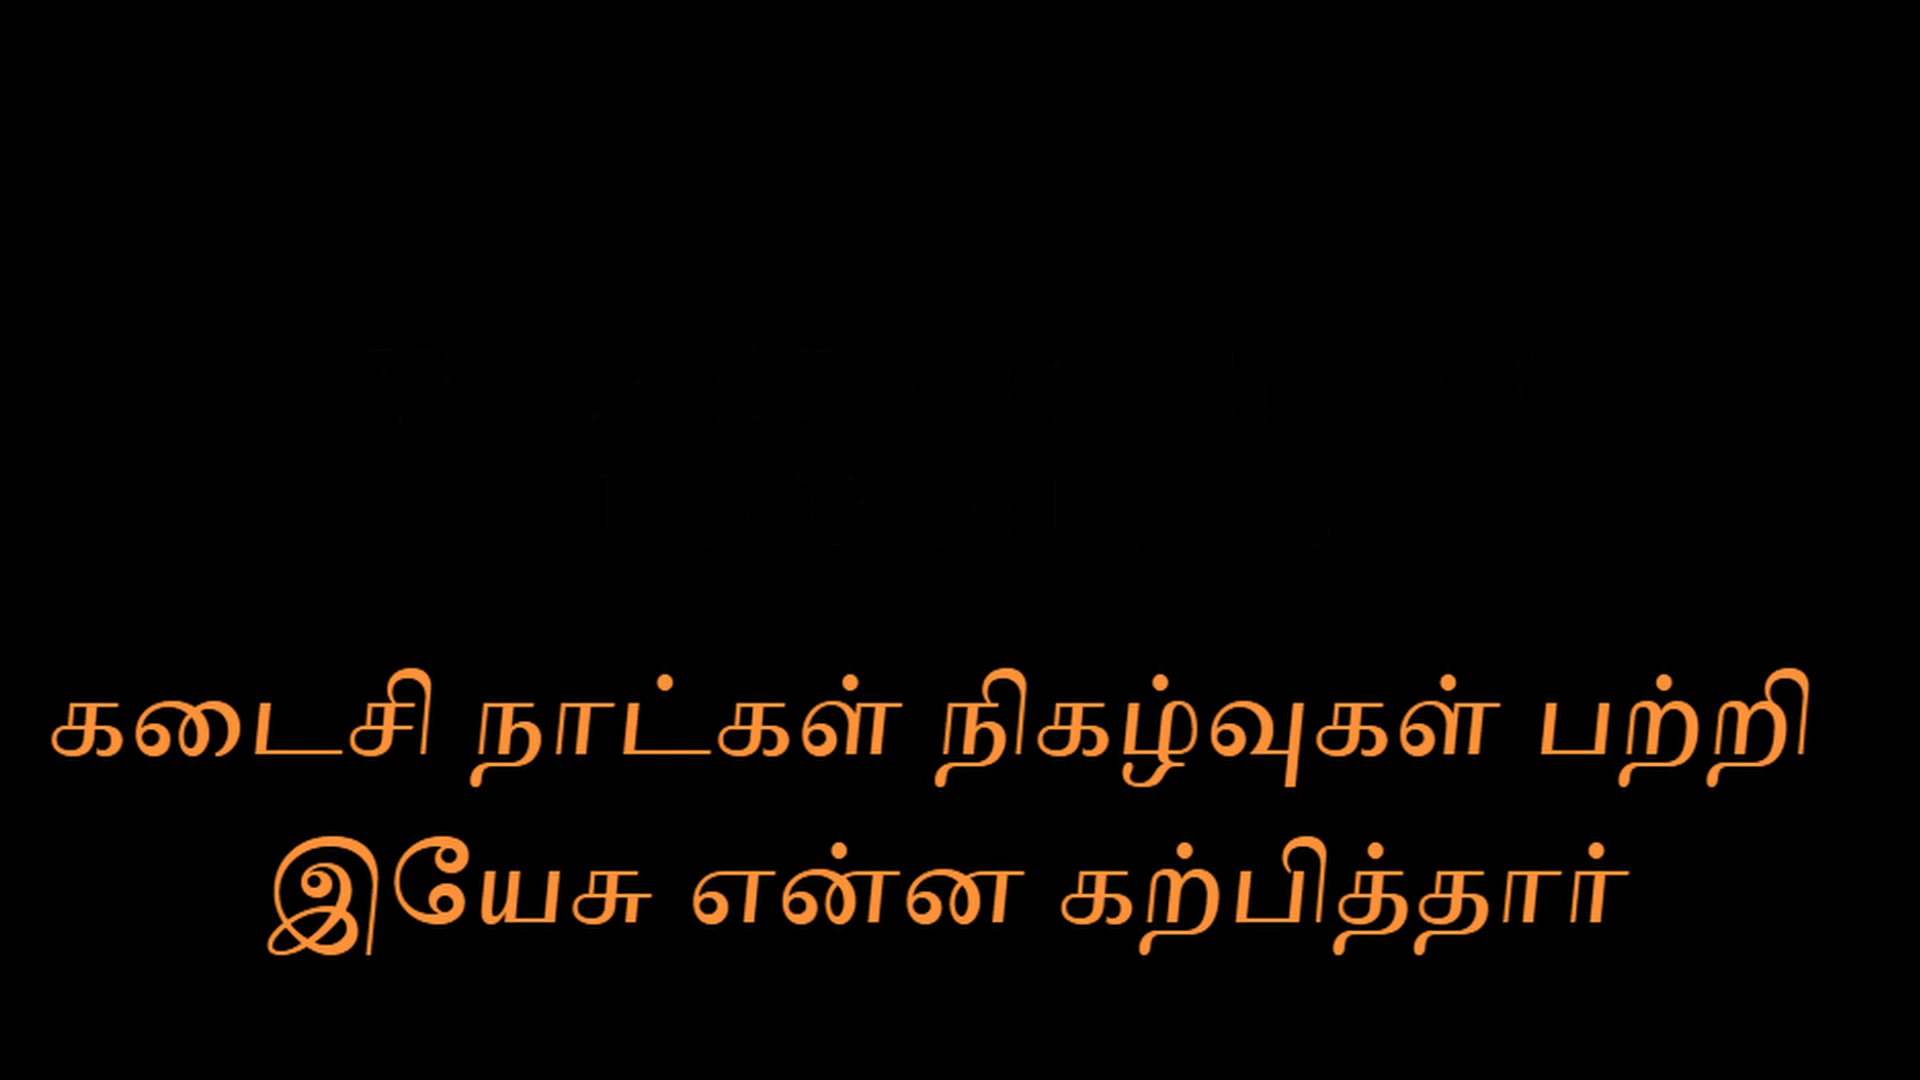 கடைசி நாட்கள் நிகழ்வுகள் பற்றி
இயேசு என்ன கற்பித்தார்